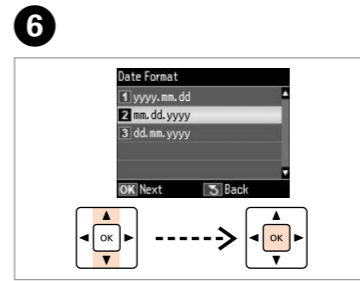 6
Date Format
1 yyyy.mm.dd
2 mm.dd.yyyy
3 dd.mm.yyyy
OK Next Back
OK OK